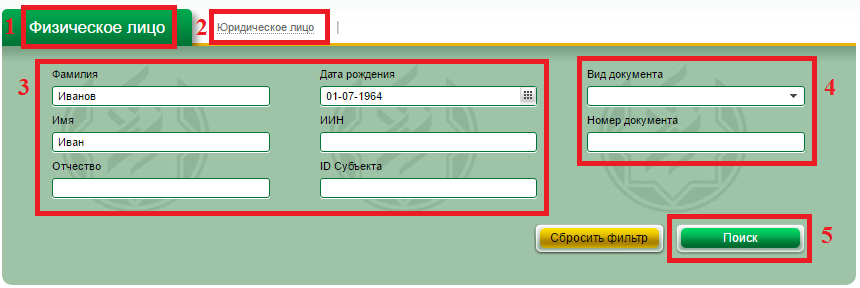 1 Физическое лицо 2 Юридическое лицо |
3 Фамилия Дата рождения Вид документа 4
Иванов 01-07-1964
Имя ИИН Номер документа
Иван
Отчество ID Субъекта
Сбросить фильтр Поиск 5